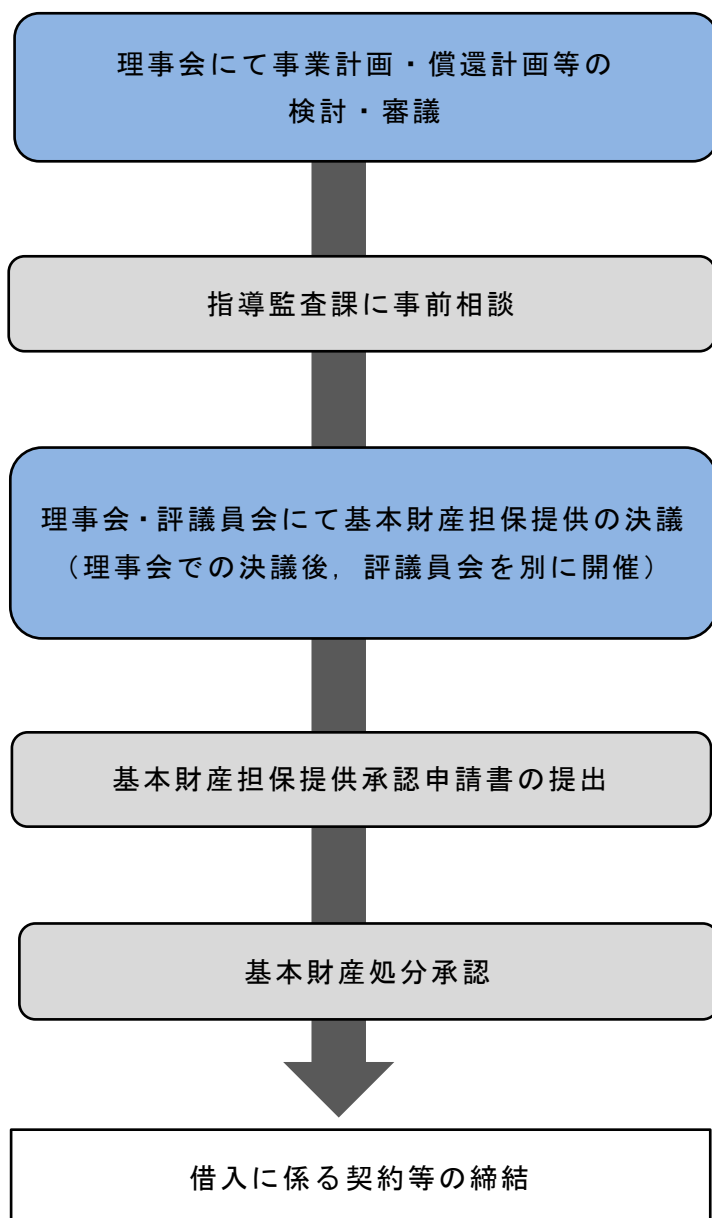 理事会にて事業計画・償還計画等の
検討・審議
指導監査課に事前相談
理事会・評議員会にて基本財産担保提供の決議
（理事会での決議後，評議員会を別に開催）
基本財産担保提供承認申請書の提出
基本財産処分承認
借入に係る契約等の締結